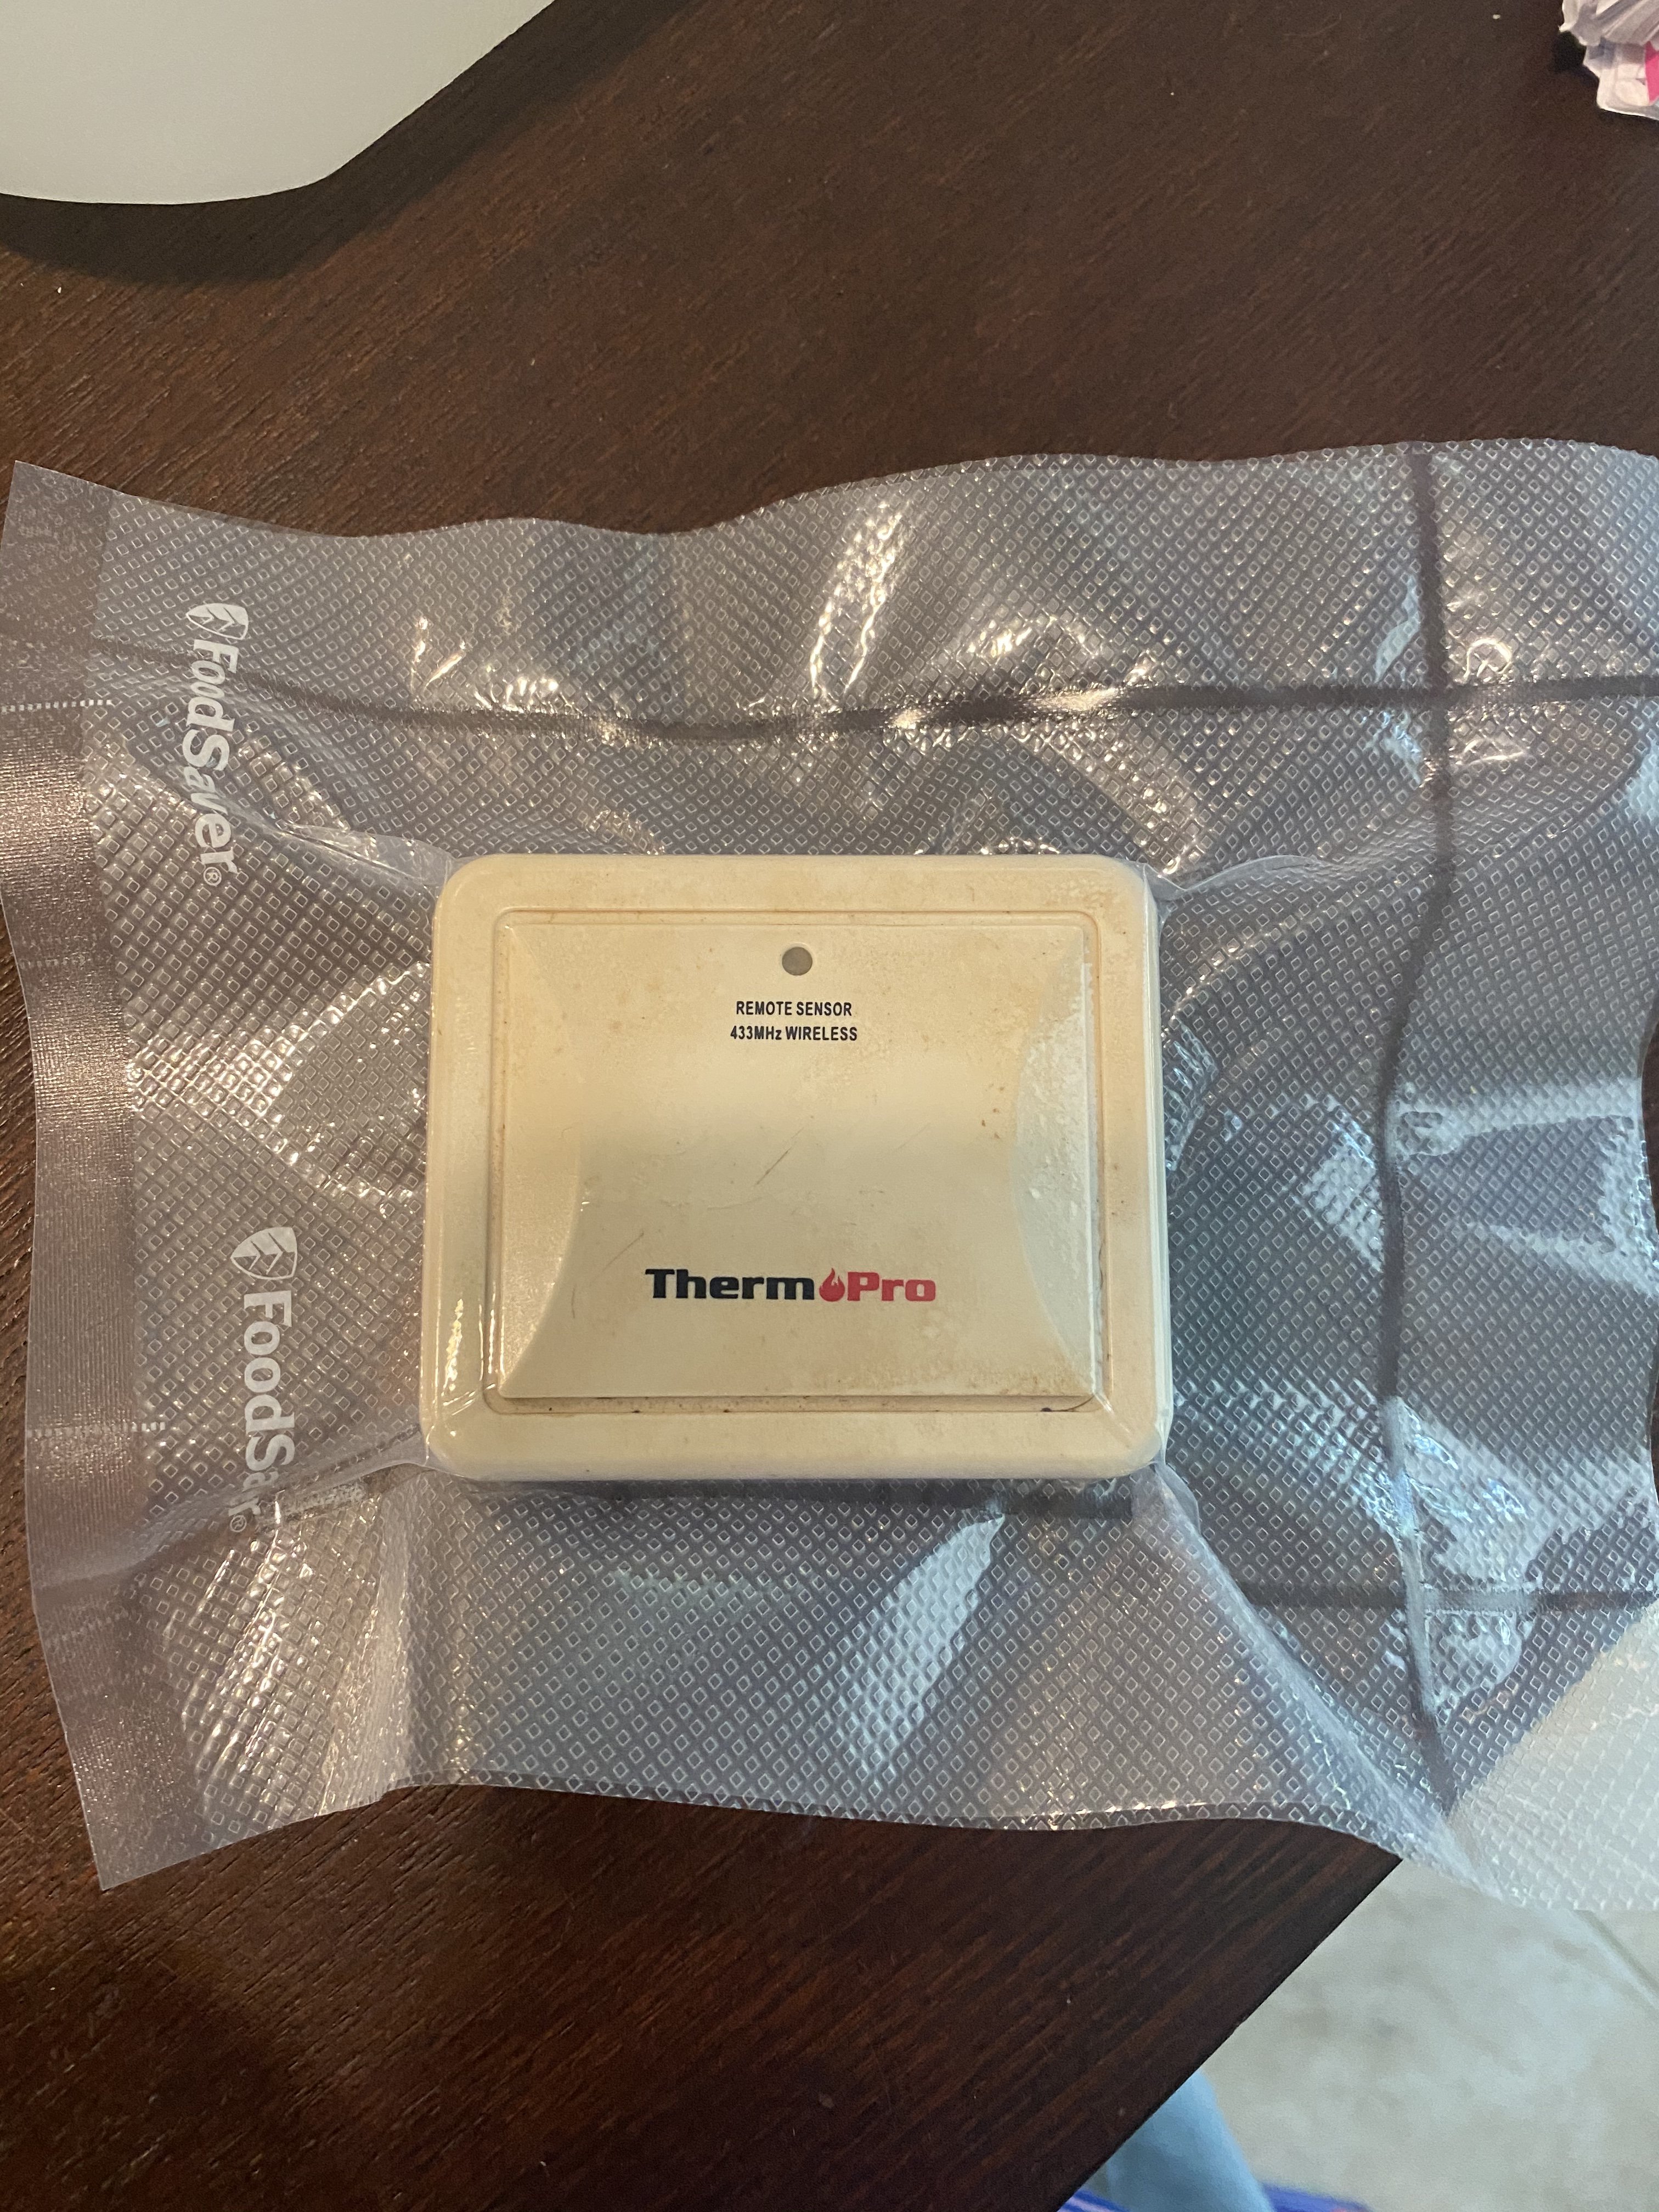 FoodSaver®
REMOTE SENSOR
433MHz WIRELESS
ThermoPro
FoodSaver®